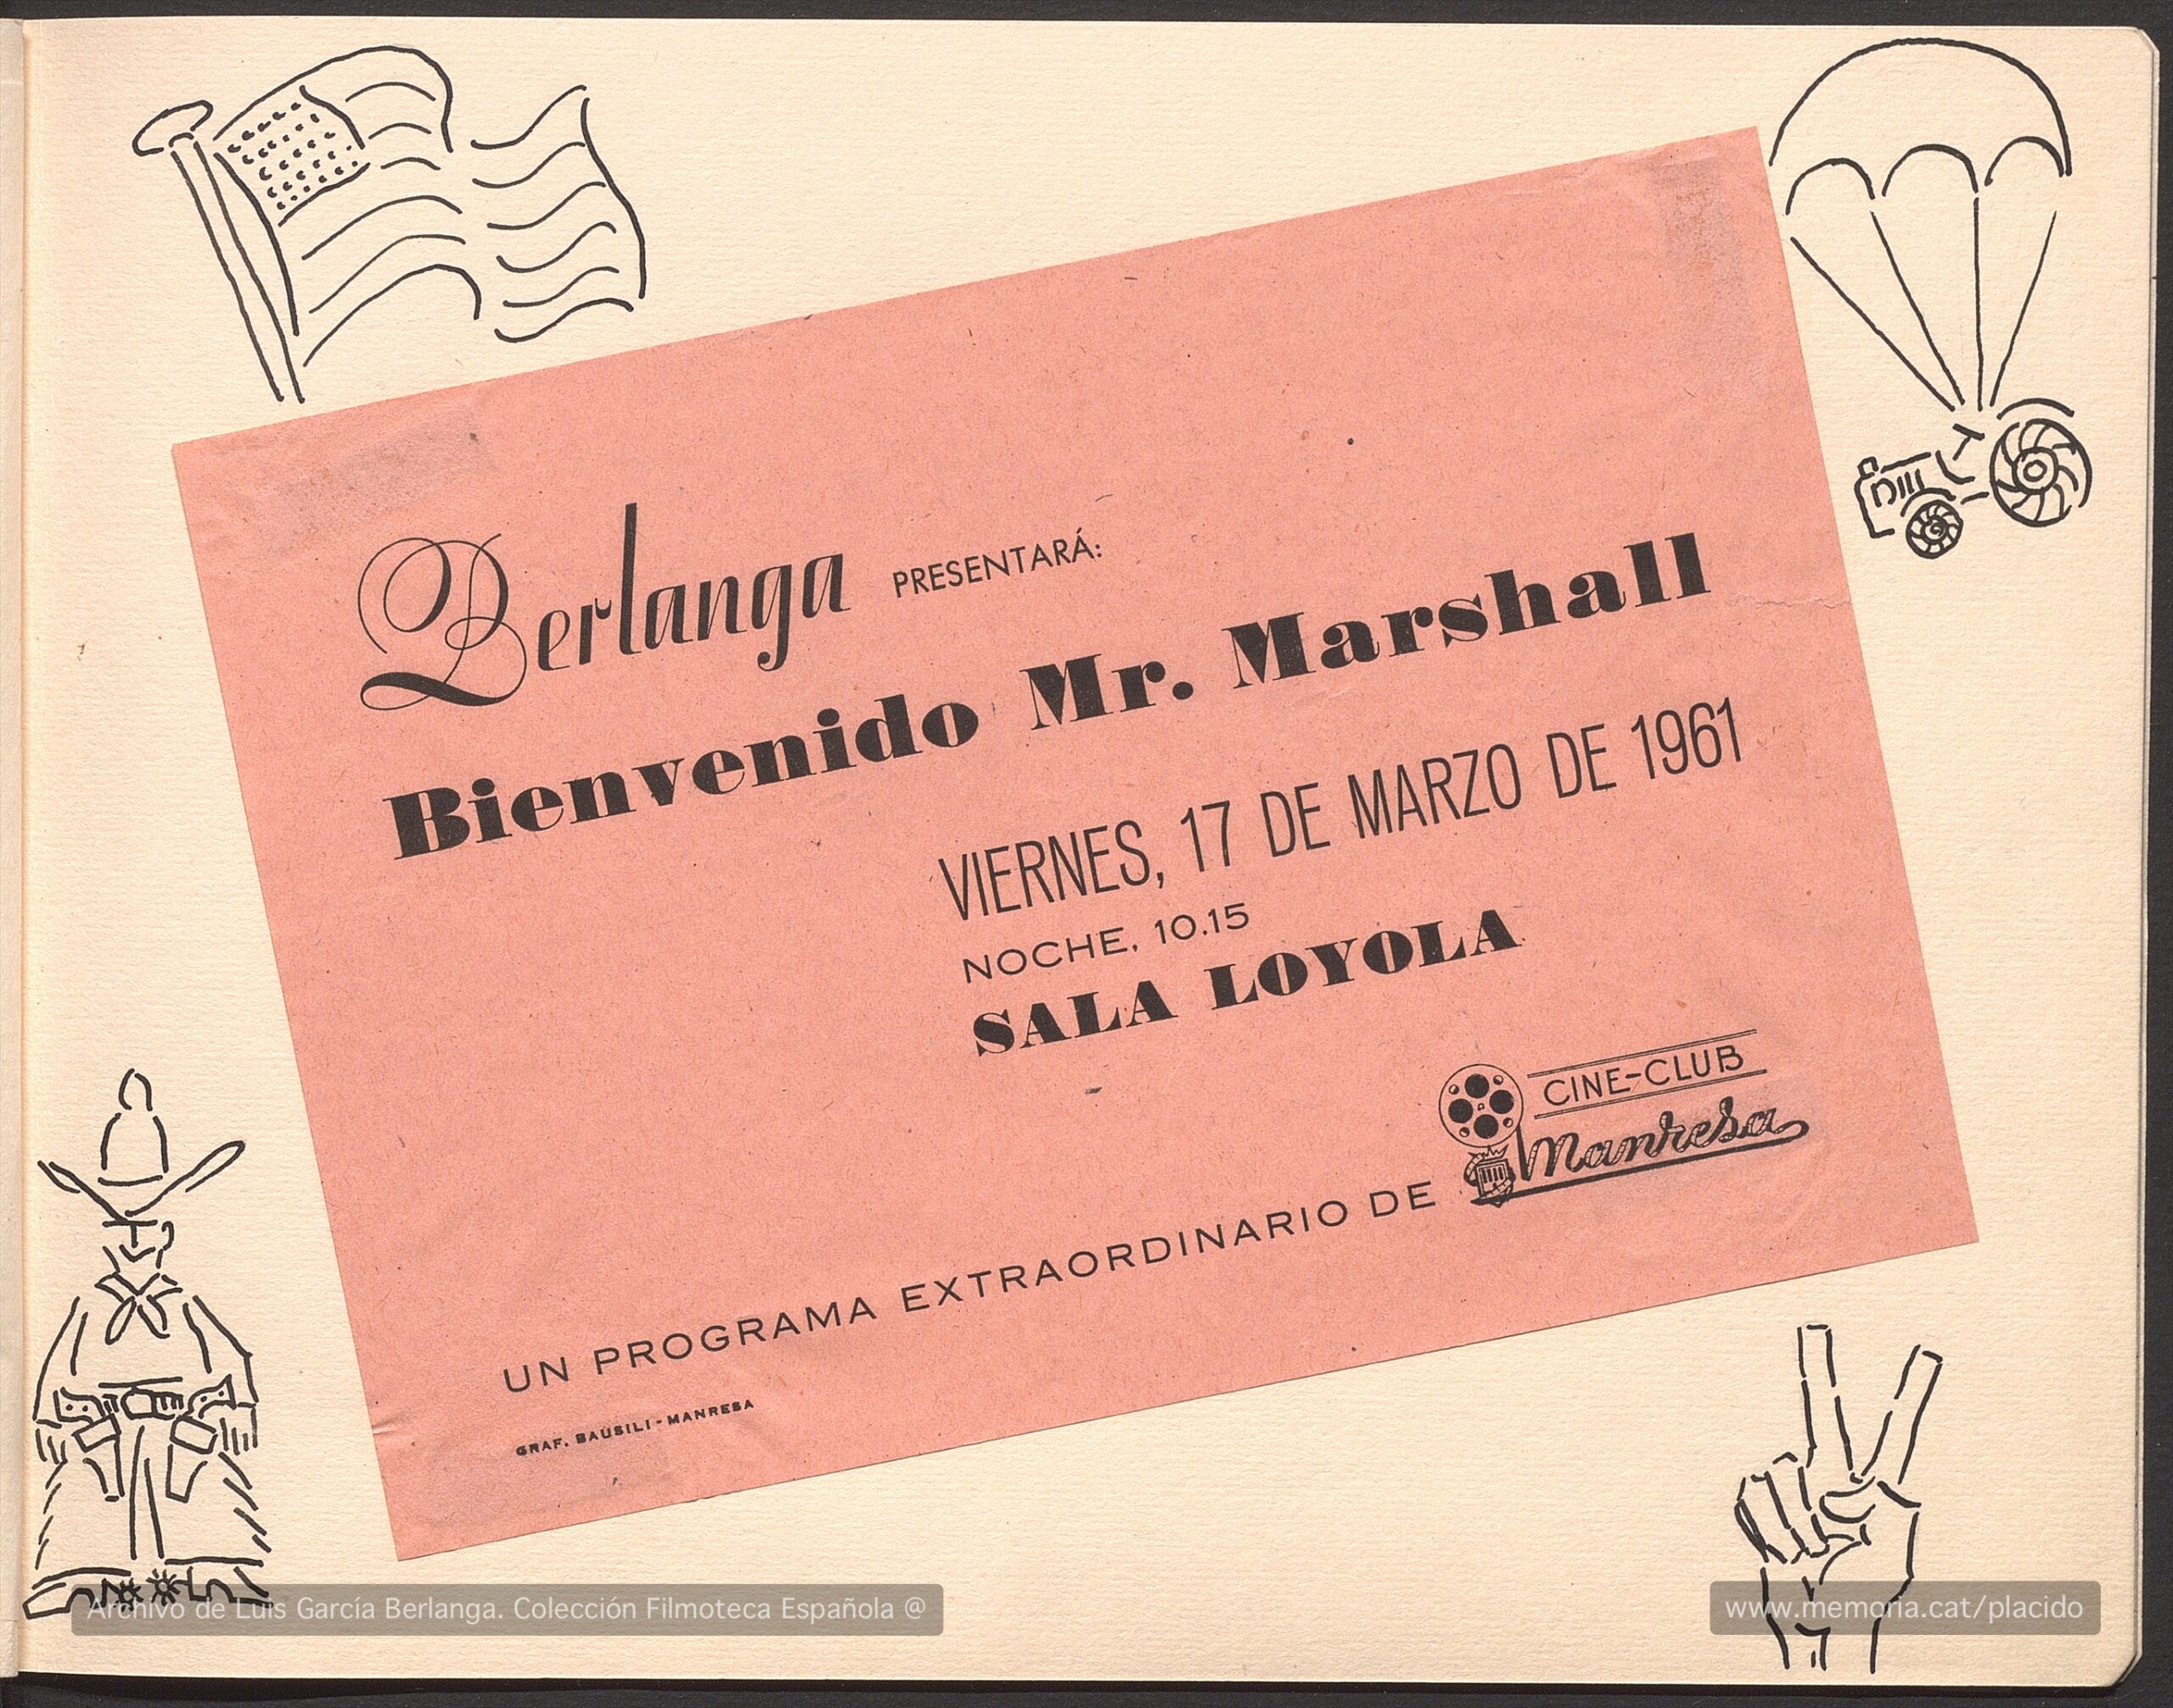 Berlanga PRESENTARÁ:
Bienvenido Mr. Marshall
VIERNES, 17 DE MARZO DE 1961
NOCHE, 10.15
SALA LOYOLA
CINE-CLUB
Manresa
UN PROGRAMA EXTRAORDINARIO DE
GRAF. BAUSILI - MANRESA
Archivo de Luis García Berlanga. Colección Filmoteca Española @
www.memoria.cat/placido